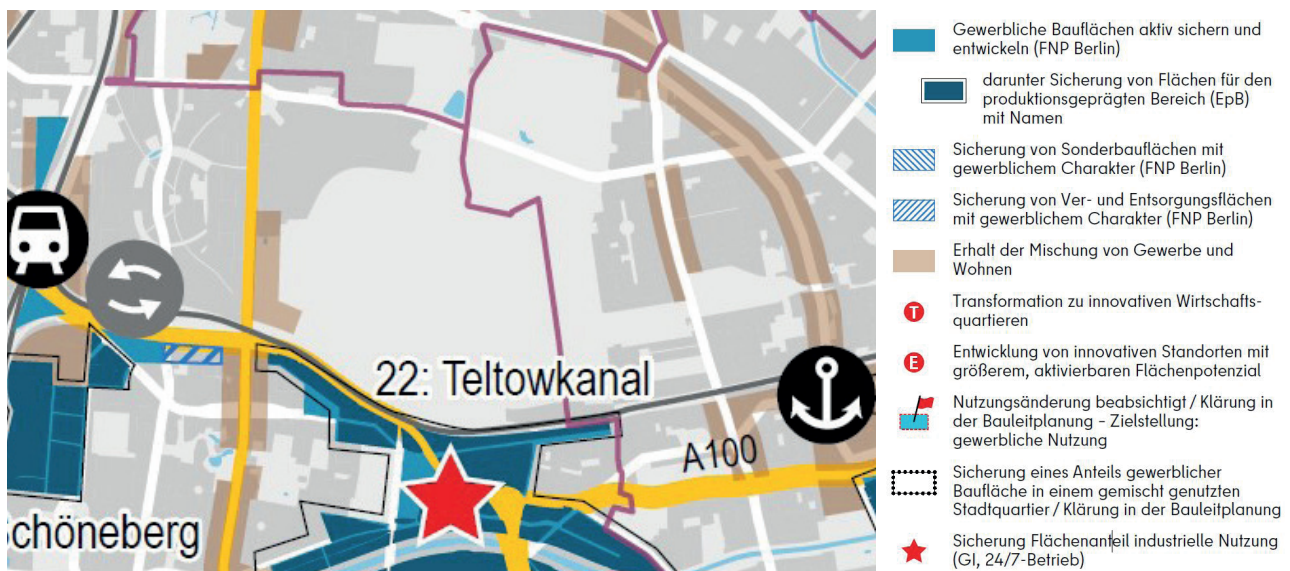 22: Teltowkanal
A100
chöneberg
Gewerbliche Bauflächen aktiv sichern und
entwickeln (FNP Berlin)
darunter Sicherung von Flächen für den
produktionsgeprägten Bereich (EpB)
mit Namen
Sicherung von Sonderbauflächen mit
gewerblichem Charakter (FNP Berlin)
Sicherung von Ver- und Entsorgungsflächen
mit gewerblichem Charakter (FNP Berlin)
Erhalt der Mischung von Gewerbe und
Wohnen
T
Transformation zu innovativen Wirtschafts-
quartieren
E
Entwicklung von innovativen Standorten mit
größerem, aktivierbaren Flächenpotenzial
Nutzungsänderung beabsichtigt / Klärung in
der Bauleitplanung – Zielstellung:
gewerbliche Nutzung
Sicherung eines Anteils gewerblicher
Baufläche in einem gemischt genutzten
Stadtquartier / Klärung in der Bauleitplanung
Sicherung Flächenanteil industrielle Nutzung
(GI, 24/7-Betrieb)